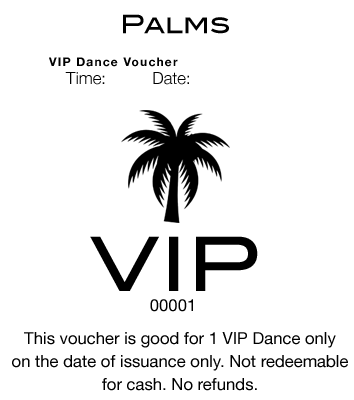 PALMS
VIP Dance Voucher
Time: Date:
VIP
00001
This voucher is good for 1 VIP Dance only
on the date of issuance only. Not redeemable
for cash. No refunds.